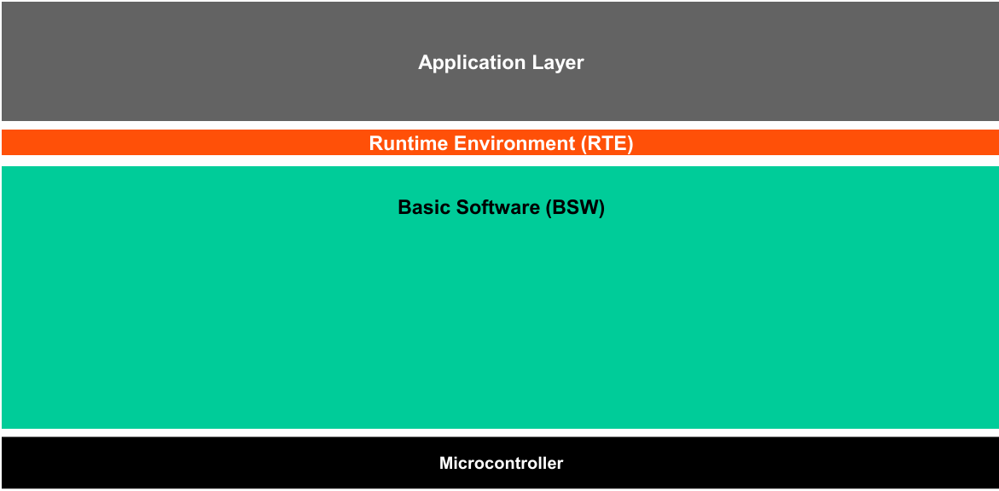 Application Layer
Runtime Environment (RTE)
Basic Software (BSW)
Microcontroller